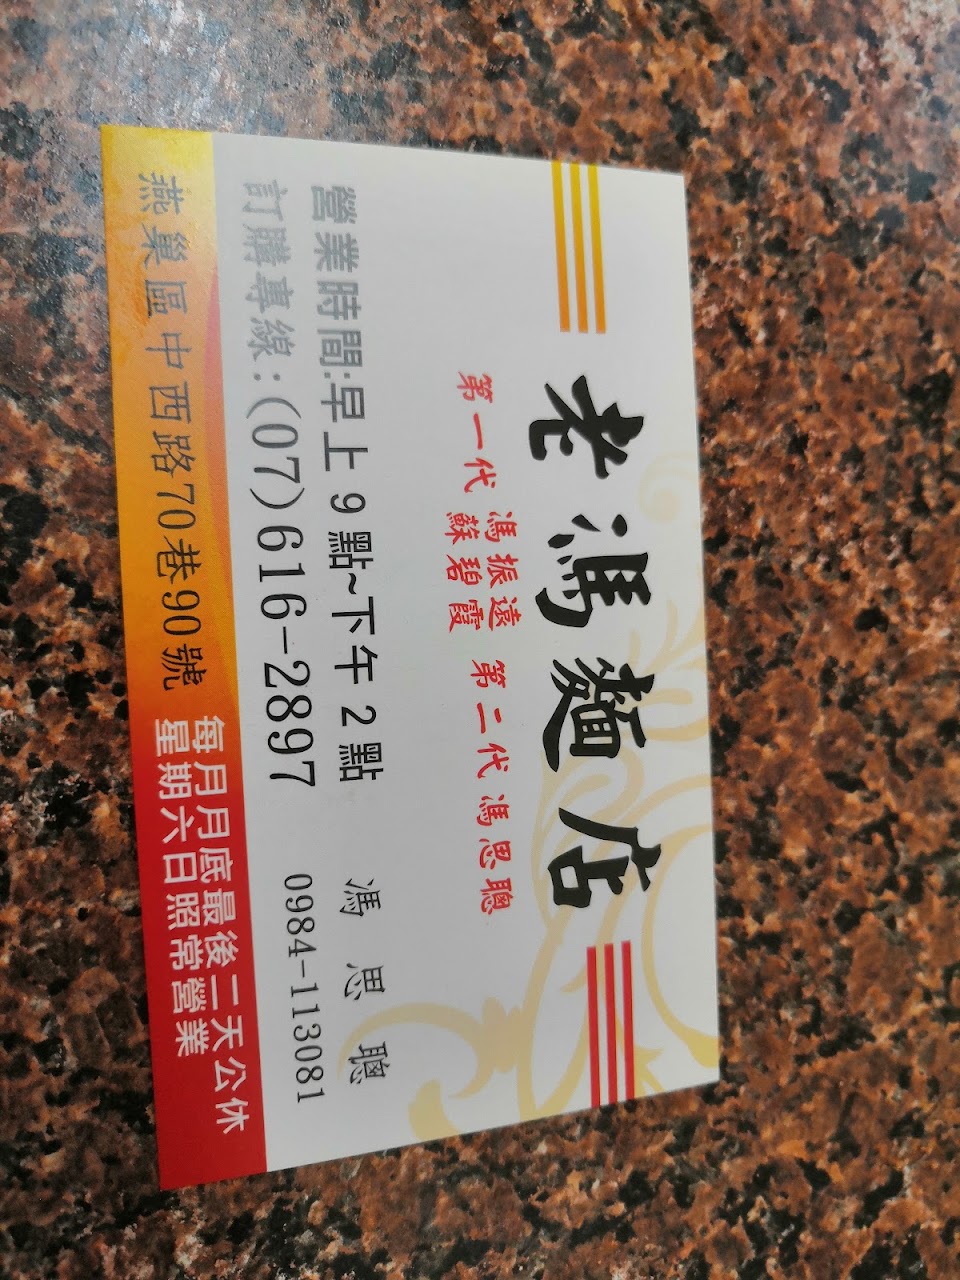 老馮麵店
第一代 馮振遠 第二代 馮思聰
蘇碧霞
營業時間:早上9點~下午2點
馮思聰
訂購專線:(07)616-2897
0984-113081
燕巢區中西路70巷90號
每月月底最後二天公休
星期六日照常營業